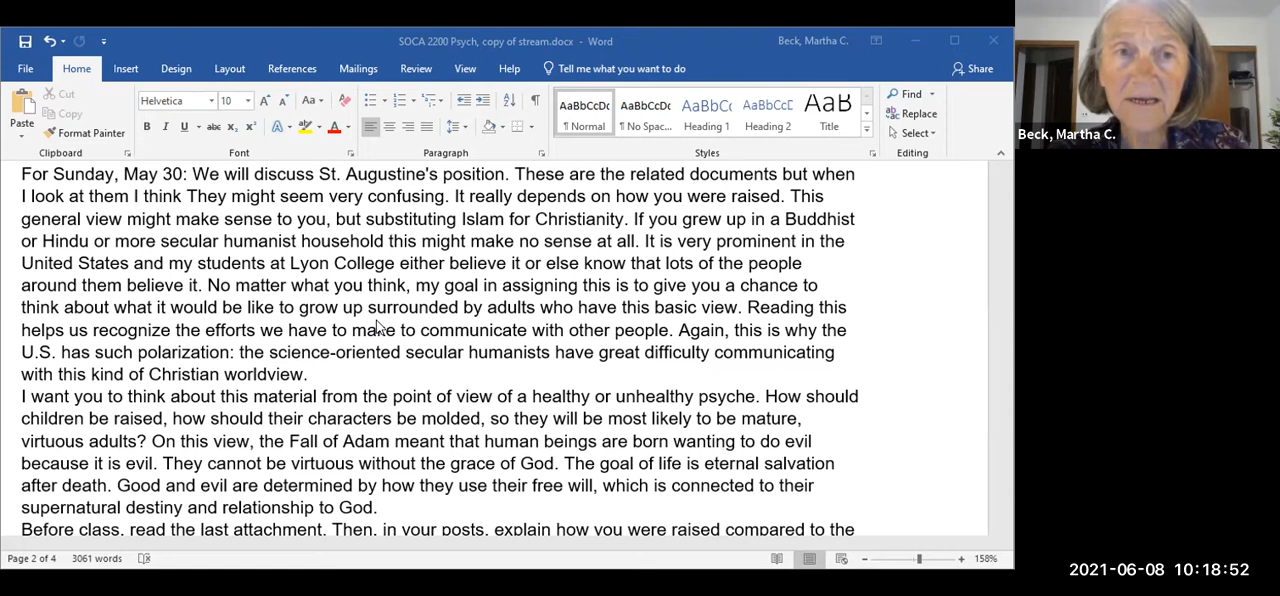 SOCA 2200 Psych, copy of stream.docx - Word
Beck, Martha C.
File Home Insert Design Layout References Mailings Review View Help Tell me what you want to do Share
Paste
Cut
Copy
Format Painter
Helvetica 10
AaBbCcDc AaBbCcDc AaBbCc AaBbCcD AaB
¶ Normal ¶ No Spac... Heading 1 Heading 2 Title
Find
Replace
Select
Clipboard Font Paragraph Styles Editing
For Sunday, May 30: We will discuss St. Augustine's position. These are the related documents but when
I look at them I think They might seem very confusing. It really depends on how you were raised. This
general view might make sense to you, but substituting Islam for Christianity. If you grew up in a Buddhist
or Hindu or more secular humanist household this might make no sense at all. It is very prominent in the
United States and my students at Lyon College either believe it or else know that lots of the people
around them believe it. No matter what you think, my goal in assigning this is to give you a chance to
think about what it would be like to grow up surrounded by adults who have this basic view. Reading this
helps us recognize the efforts we have to make to communicate with other people. Again, this is why the
U.S. has such polarization: the science-oriented secular humanists have great difficulty communicating
with this kind of Christian worldview.
I want you to think about this material from the point of view of a healthy or unhealthy psyche. How should
children be raised, how should their characters be molded, so they will be most likely to be mature,
virtuous adults? On this view, the Fall of Adam meant that human beings are born wanting to do evil
because it is evil. They cannot be virtuous without the grace of God. The goal of life is eternal salvation
after death. Good and evil are determined by how they use their free will, which is connected to their
supernatural destiny and relationship to God.
Before class, read the last attachment. Then, in your posts, explain how you were raised compared to the
Page 2 of 4 3061 words 158%
Beck, Martha C.
2021-06-08 10:18:52